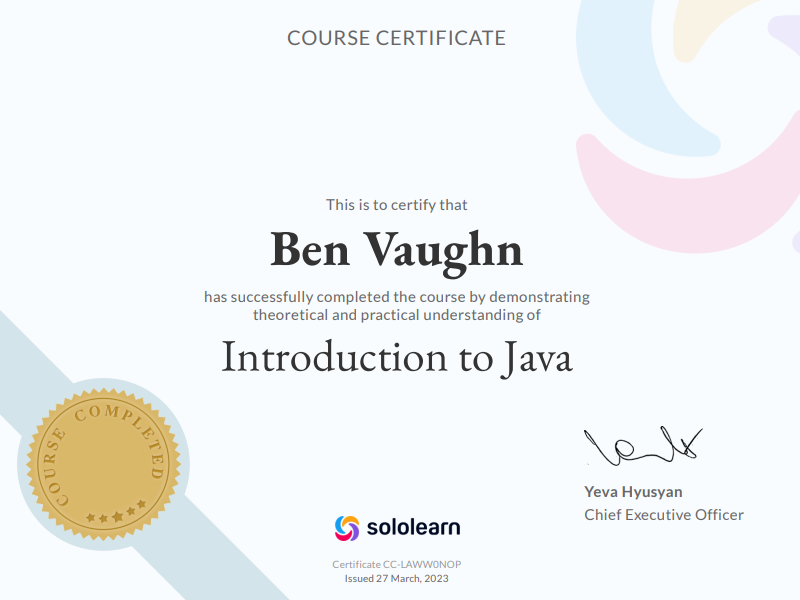 COURSE CERTIFICATE
This is to certify that
Ben Vaughn
has successfully completed the course by demonstrating
theoretical and practical understanding of
Introduction to Java
COURSE COMPLETED
Yeva Hyusyan
Chief Executive Officer
sololearn
Certificate CC-LAWW0NOP
Issued 27 March, 2023